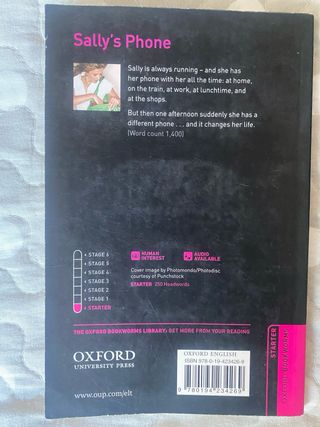 Sally's Phone
Sally is always running – and she has
her phone with her all the time: at home,
on the train, at work, at lunchtime, and
at the shops.
But then one afternoon suddenly she has a
different phone . . . and it changes her life.
(Word count 1,400)
STAGE 6
STAGE 5
STAGE 4
STAGE 3
STAGE 2
STAGE 1
STARTER
HUMAN
INTEREST
AUDIO
AVAILABLE
Cover image by Photomondo/Photodisc
courtesy of Punchstock
STARTER 250 Headwords
THE OXFORD BOOKWORMS LIBRARY: GET MORE FROM YOUR READING
OXFORD
UNIVERSITY PRESS
www.oup.com/elt
OXFORD ENGLISH
ISBN 978-0-19-423426-9
9 780194 234269
STARTER